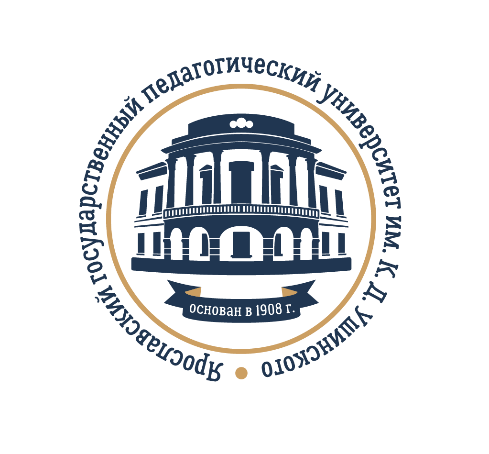 Ярославский государственный педагогический университет им. К. Д. Ушинского
основан в 1908 г.